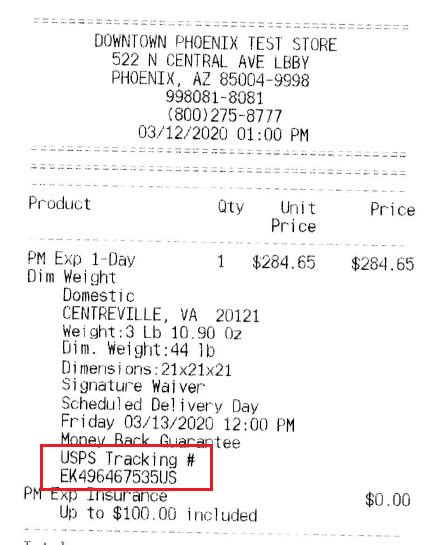 DOWNTOWN PHOENIX TEST STORE
522 N CENTRAL AVE LBBY
PHOENIX, AZ 85004-9998
998081-8081
(800)275-8777
03/12/2020 01:00 PM
Product Qty Unit Price
Price
PM Exp 1-Day 1 $284.65 $284.65
Dim Weight
Domestic
CENTREVILLE, VA 20121
Weight:3 Lb 10.90 Oz
Dim. Weight:44 lb
Dimensions:21x21x21
Signature Waiver
Scheduled Delivery Day
Friday 03/13/2020 12:00 PM
Money Back Guarantee
USPS Tracking #
EK496467535US
PM Exp Insurance $0.00
Up to $100.00 included